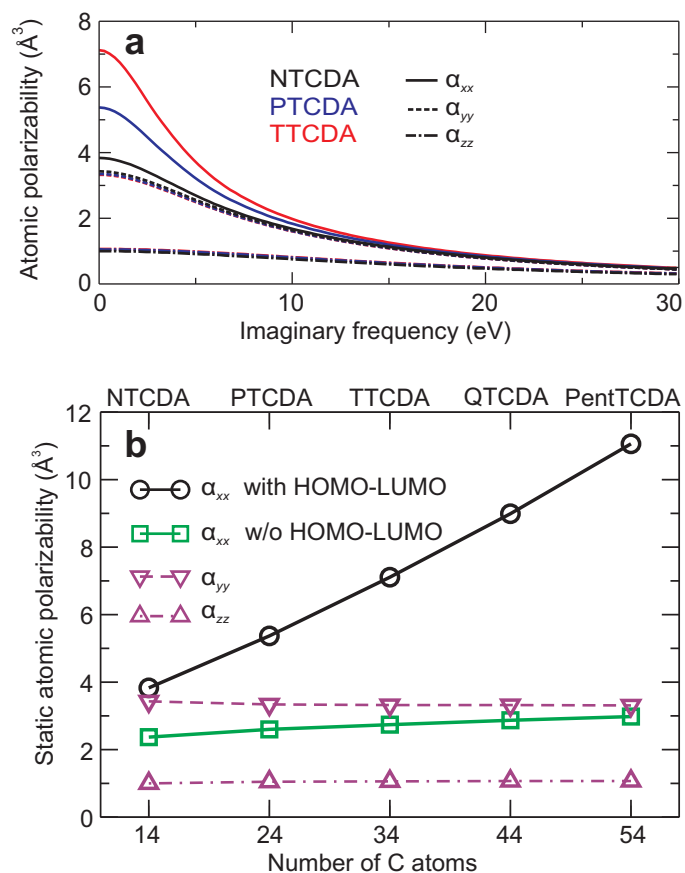 a
Atomic polarizability (Å³)
8
6
4
2
0
NTCDA
PTCDA
TTCDA
αxx
αyy
αzz
0 10 20 30
Imaginary frequency (eV)
NTCDA PTCDA TTCDA QTCDA PentTCDA
b
Static atomic polarizability (Å³)
12
10
8
6
4
2
0
αxx with HOMO-LUMO
αxx w/o HOMO-LUMO
αyy
αzz
14 24 34 44 54
Number of C atoms